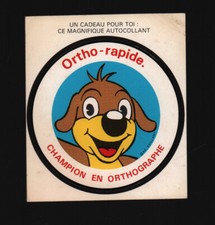 UN CADEAU POUR TOI :
CE MAGNIFIQUE AUTOCOLLANT
Ortho-rapide.
CHAMPION EN ORTHOGRAPHE